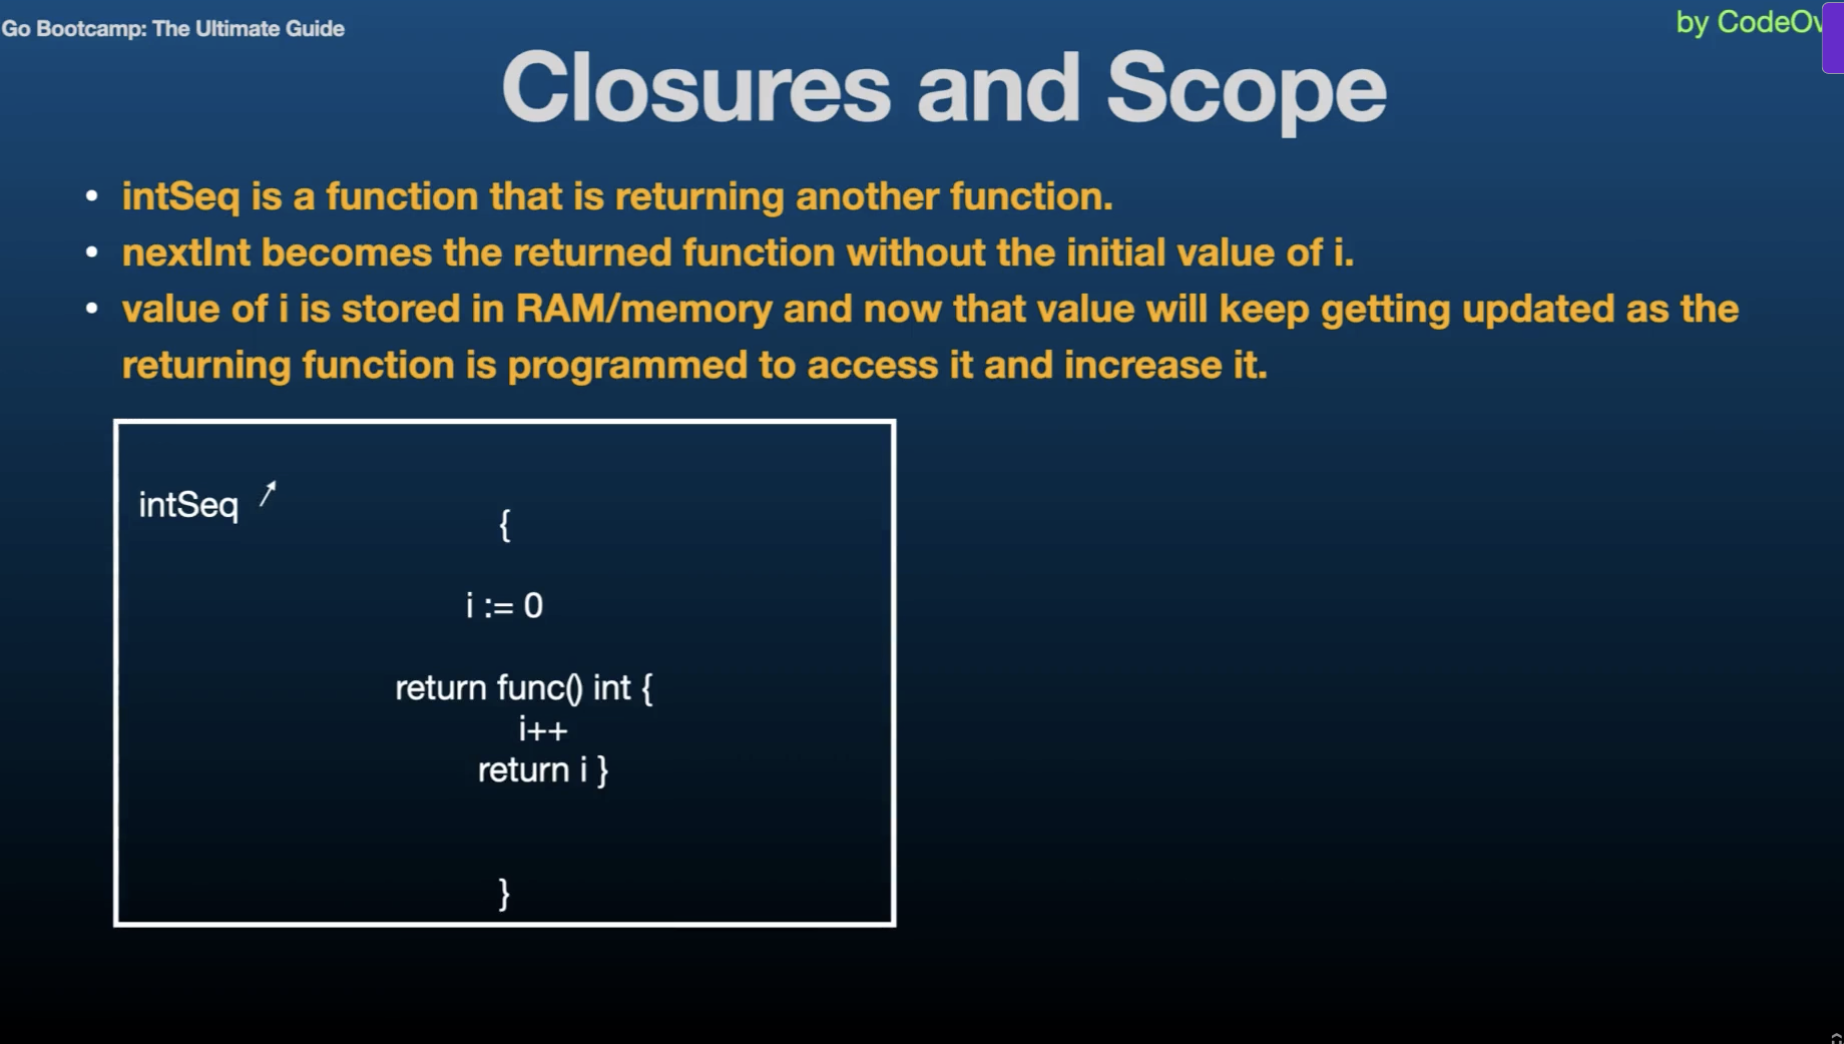 Go Bootcamp: The Ultimate Guide
by CodeOv
Closures and Scope
• intSeq is a function that is returning another function.
• nextInt becomes the returned function without the initial value of i.
• value of i is stored in RAM/memory and now that value will keep getting updated as the
returning function is programmed to access it and increase it.
intSeq
{
i := 0
return func() int {
i++
return i }
}